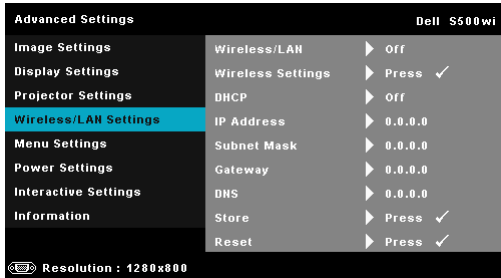 Advanced Settings Dell S500wi
Image Settings
Display Settings
Projector Settings
Wireless/LAN Settings
Menu Settings
Power Settings
Interactive Settings
Information
Wireless/LAN Off
Wireless Settings Press ✓
DHCP Off
IP Address 0.0.0.0
Subnet Mask 0.0.0.0
Gateway 0.0.0.0
DNS 0.0.0.0
Store Press ✓
Reset Press ✓
Resolution : 1280x800